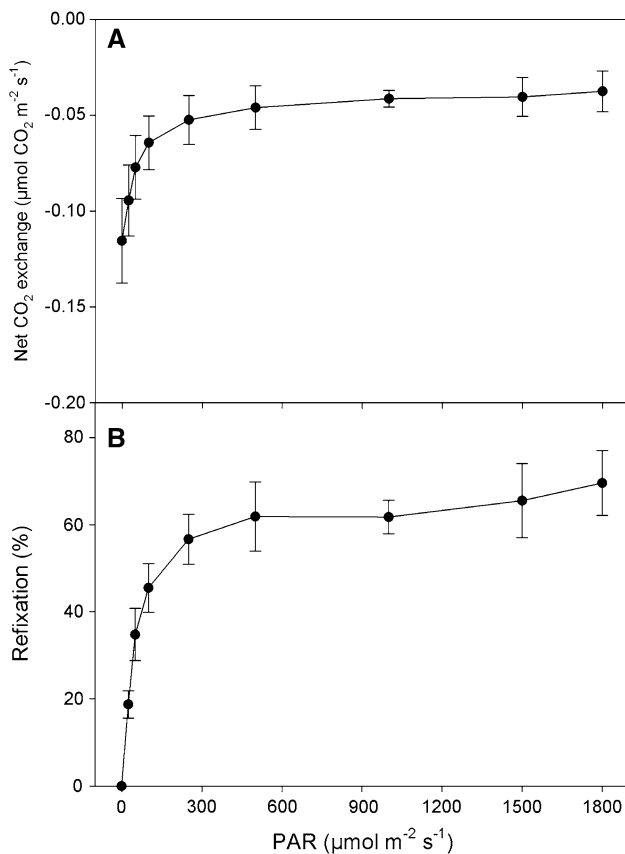 A
0.00
-0.05
-0.10
-0.15
-0.20
Net CO₂ exchange (µmol CO₂ m⁻² s⁻¹)
B
80
60
40
20
0
Refixation (%)
0 300 600 900 1200 1500 1800
PAR (µmol m⁻² s⁻¹)